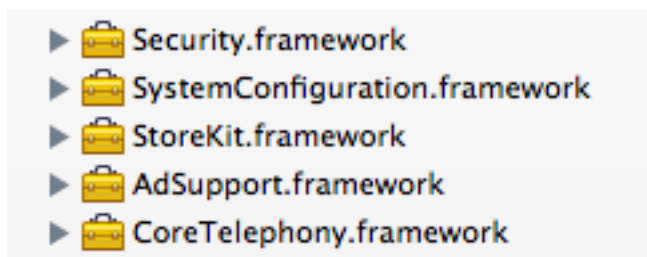 Security.framework
SystemConfiguration.framework
StoreKit.framework
AdSupport.framework
CoreTelephony.framework